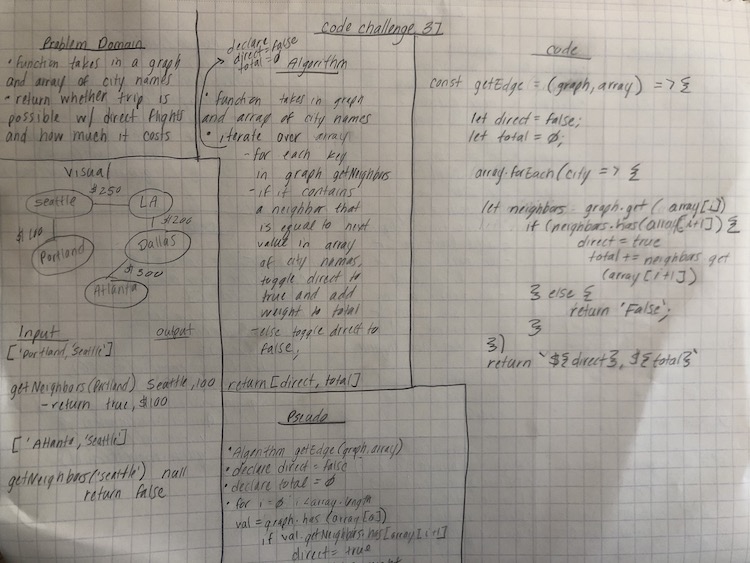 Code challenge 37
Problem Domain
• function takes in a graph
and array of city names
• return whether trip is
possible w/ direct flights
and how much it costs
Visual
Seattle
$250
LA
$200
Dallas
$100
Portland
$300
Atlanta
Input
output
['Portland, 'Seattle']
getNeighbors(Portland) Seattle, 100
- return true, $100
['Atlanta, 'Seattle']
getNeighbors('seattle') null
return false
declare
direct = false
total = 0
Algorithm
• function takes in graph
and array of city names
• iterate over array
- for each key
in graph getNeighbors
- if it contains
a neighbor that
is equal to next
value in array
of city names,
toggle direct to
true and add
weight to total
- else toggle direct to
false;
return [direct, total]
Pseudo
• Algorithm getEdge(graph, array)
• declare direct = false
• declare total = 0
• for i = 0 i < array.length
val = graph.has (array[i])
if val.getNeighbors.has[array[i+1]
direct = true
code
const getEdge = (graph, array) => {
let direct = false;
let total = 0;
array.forEach(city => {
let neighbors graph.get( array[i])
if (neighbors.has(array[i+1]) {
direct = true
total += neighbors get
(array[i+1])
} else {
return 'False';
}
})
return `${direct}, ${total}`